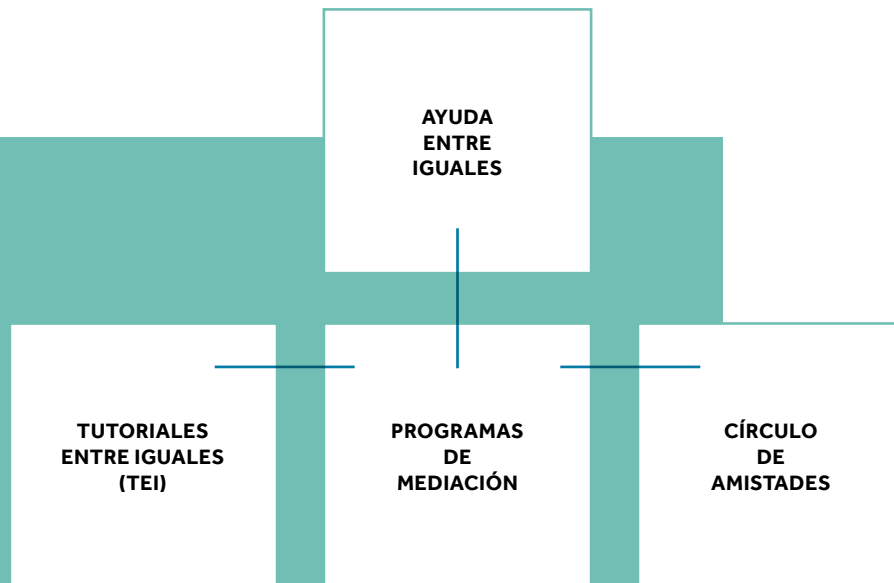 AYUDA
ENTRE
IGUALES
TUTORIALES
ENTRE IGUALES
(TEI)
PROGRAMAS
DE
MEDIACIÓN
CÍRCULO
DE
AMISTADES